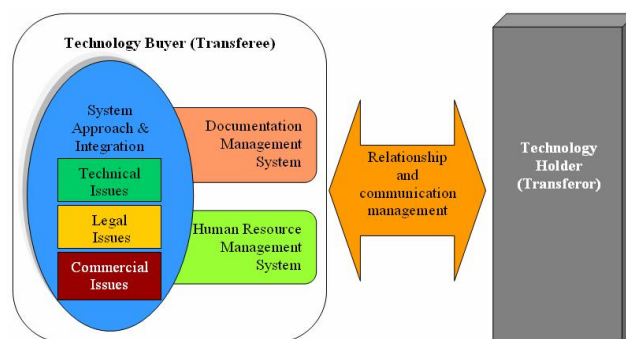 Technology Buyer (Transferee)
System
Approach &
Integration
Technical
Issues
Legal
Issues
Commercial
Issues
Documentation
Management
System
Human Resource
Management
System
Relationship
and
communication
management
Technology
Holder
(Transferor)